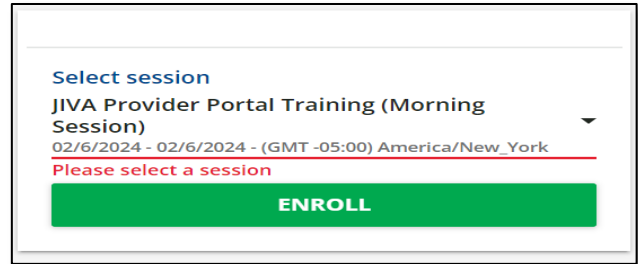 Select session
JIVA Provider Portal Training (Morning
Session)
02/6/2024 - 02/6/2024 - (GMT -05:00) America/New_York
Please select a session
ENROLL